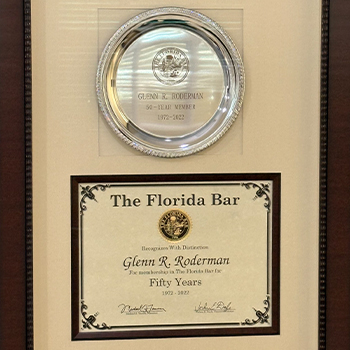 GLENN R. RODERMAN
50-YEAR MEMBER
1972-2022
The Florida Bar
Recognizes With Distinction
Glenn R. Roderman
For membership in The Florida Bar for
Fifty Years
1972 - 2022